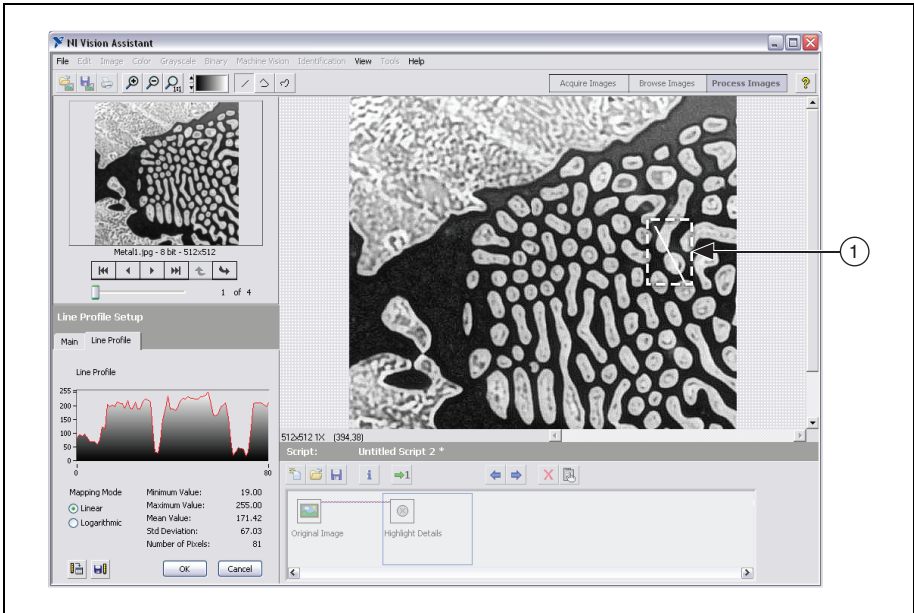 NI Vision Assistant
File Edit Image Color Grayscale Binary Machine Vision Identification View Tools Help
1:1
Acquire Images Browse Images Process Images ?
Metal1.jpg - 8 bit - 512x512
1 of 4
Line Profile Setup
Main Line Profile
Line Profile
255
200
150
100
50
0
0 80
Mapping Mode
Linear
Logarithmic
Minimum Value: 19.00
Maximum Value: 255.00
Mean Value: 171.42
Std Deviation: 67.03
Number of Pixels: 81
OK Cancel
512x512 1X (394,38)
Script: Untitled Script 2 *
i 1
Original Image Highlight Details
1